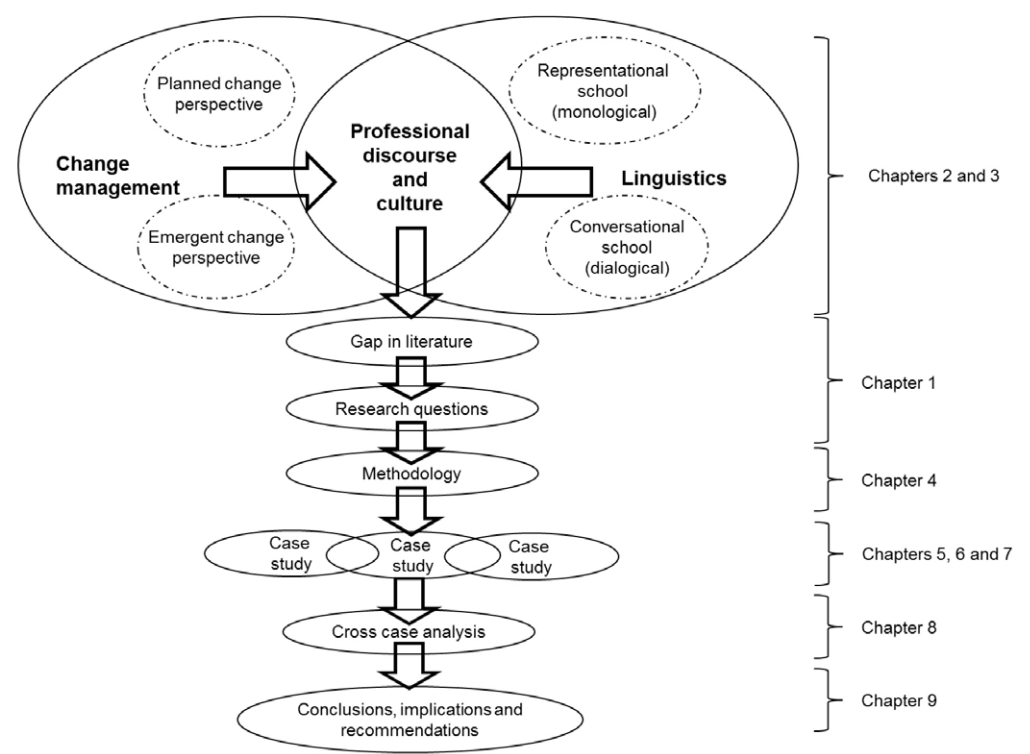 Planned change
perspective
Representational
school
(monological)
Professional
discourse
and
culture
Change
management
Linguistics
Chapters 2 and 3
Emergent change
perspective
Conversational
school
(dialogical)
Gap in literature
Research questions
Chapter 1
Methodology
Chapter 4
Case
study
Case
study
Case
study
Chapters 5, 6 and 7
Cross case analysis
Chapter 8
Conclusions, implications and
recommendations
Chapter 9